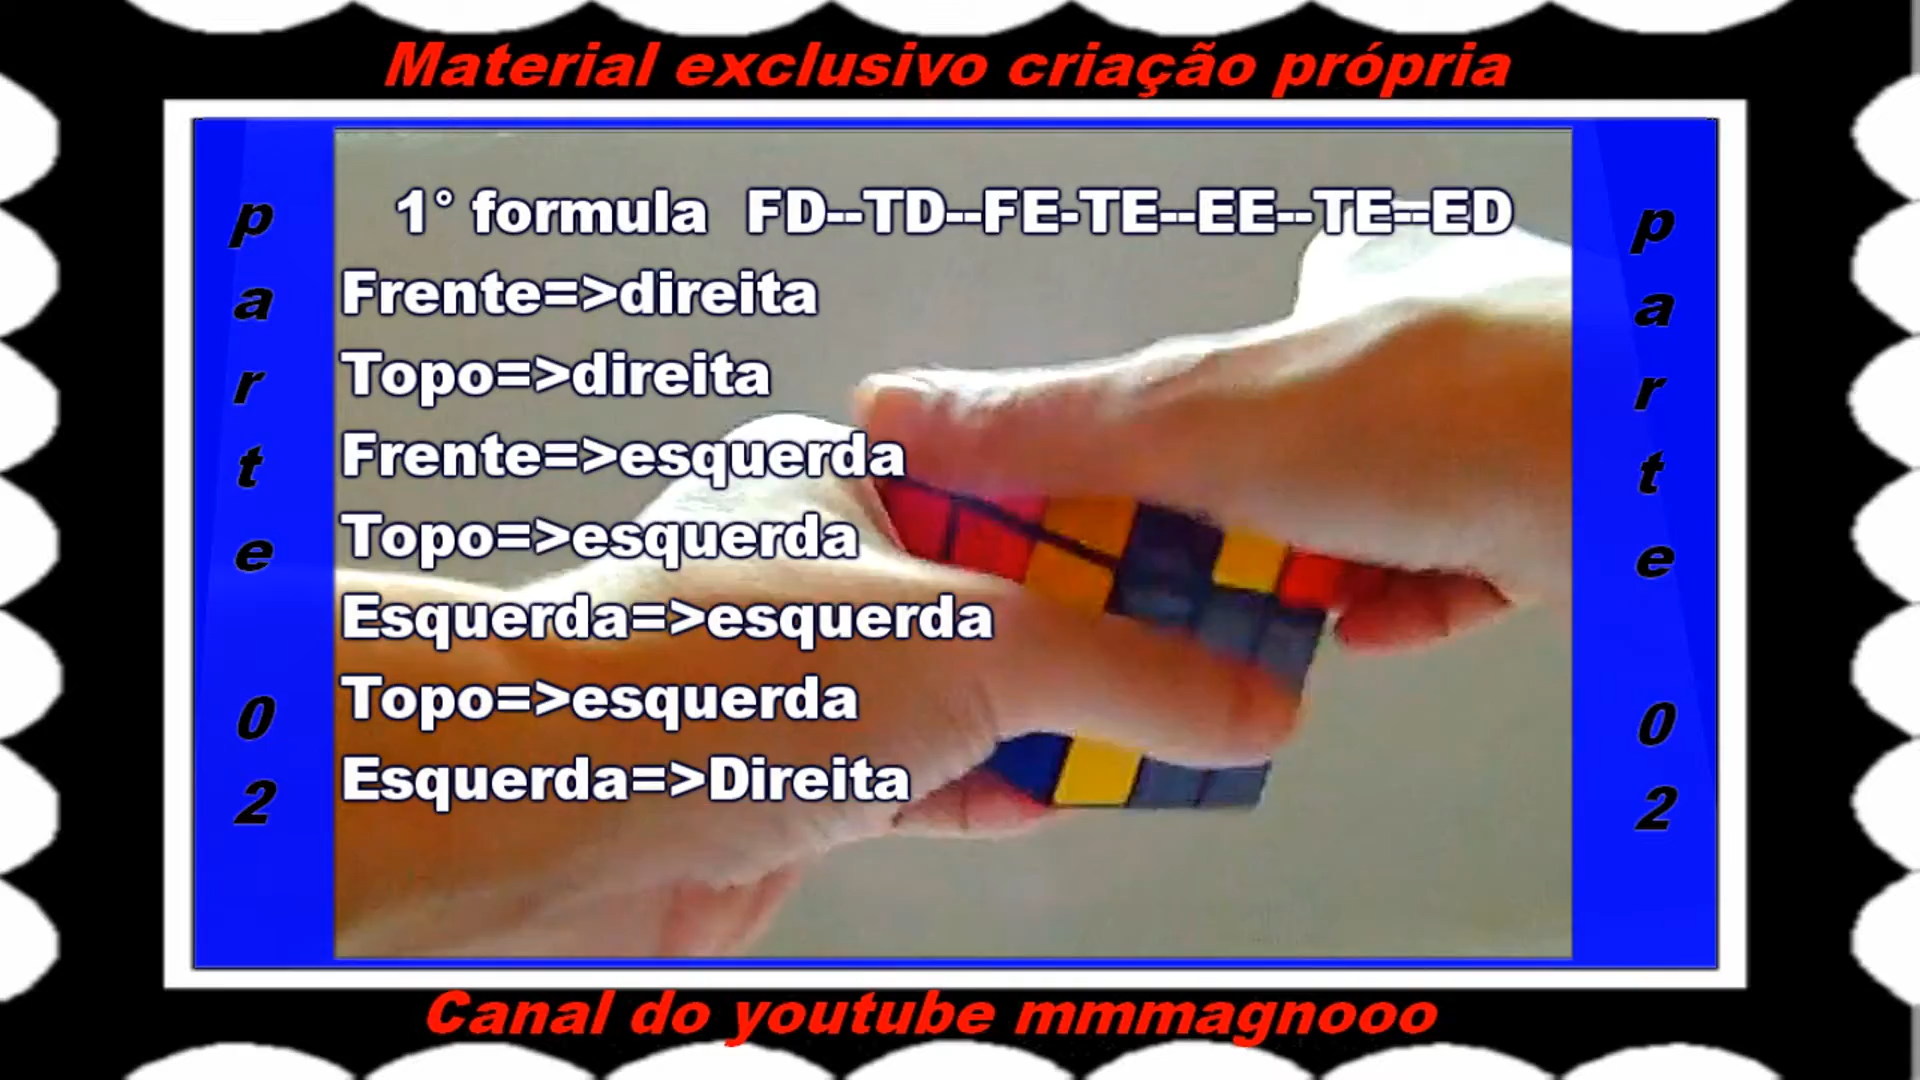 Material exclusivo criação própria
1° formula FD--TD--FE-TE--EE--TE--ED
Frente=>direita
Topo=>direita
Frente=>esquerda
Topo=>esquerda
Esquerda=>esquerda
Topo=>esquerda
Esquerda=>Direita
parte 02
parte 02
Canal do youtube mmmagnooo